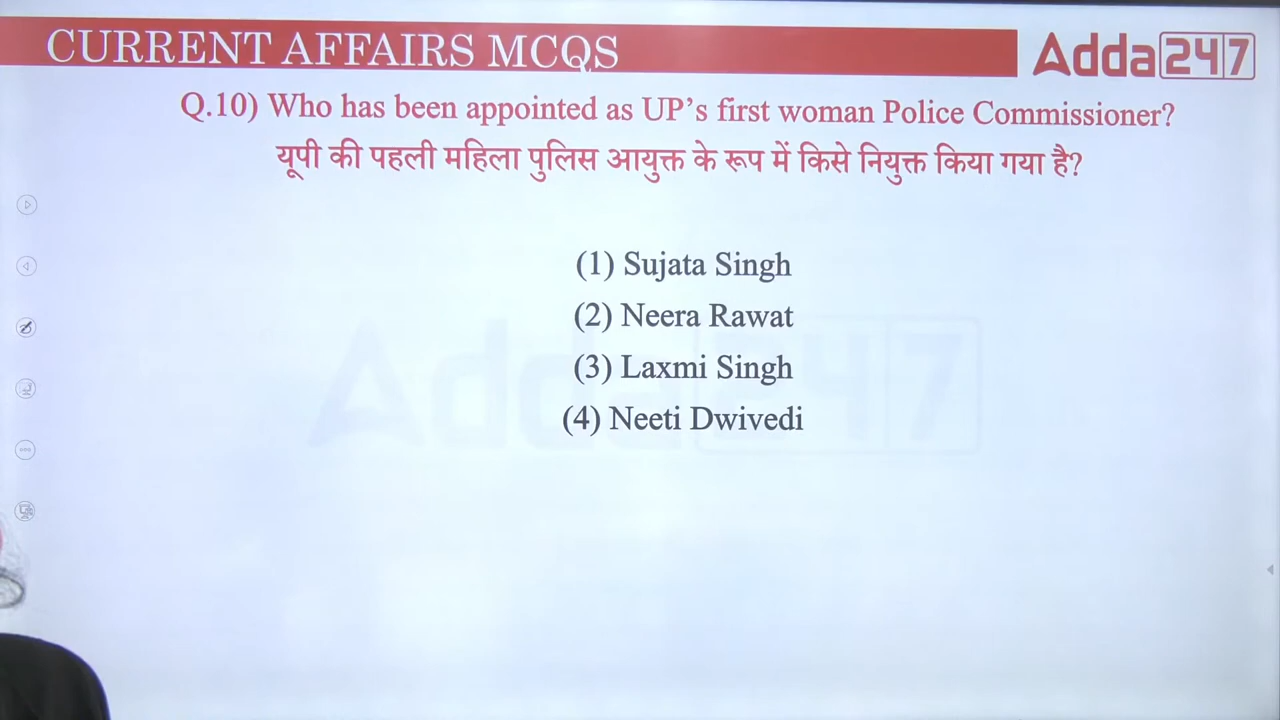 CURRENT AFFAIRS MCQS
Adda247
Q.10) Who has been appointed as UP’s first woman Police Commissioner?
यूपी की पहली महिला पुलिस आयुक्त के रूप में किसे नियुक्त किया गया है?
(1) Sujata Singh
(2) Neera Rawat
(3) Laxmi Singh
(4) Neeti Dwivedi
Adda247